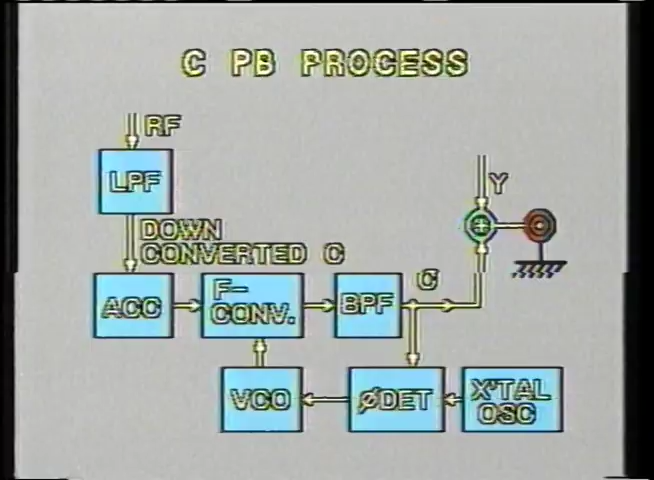 C PB PROCESS
RF
LPF
DOWN
CONVERTED C
Y
+
ACC
F-
CONV.
BPF
C
VCO
ØDET
X'TAL
OSC